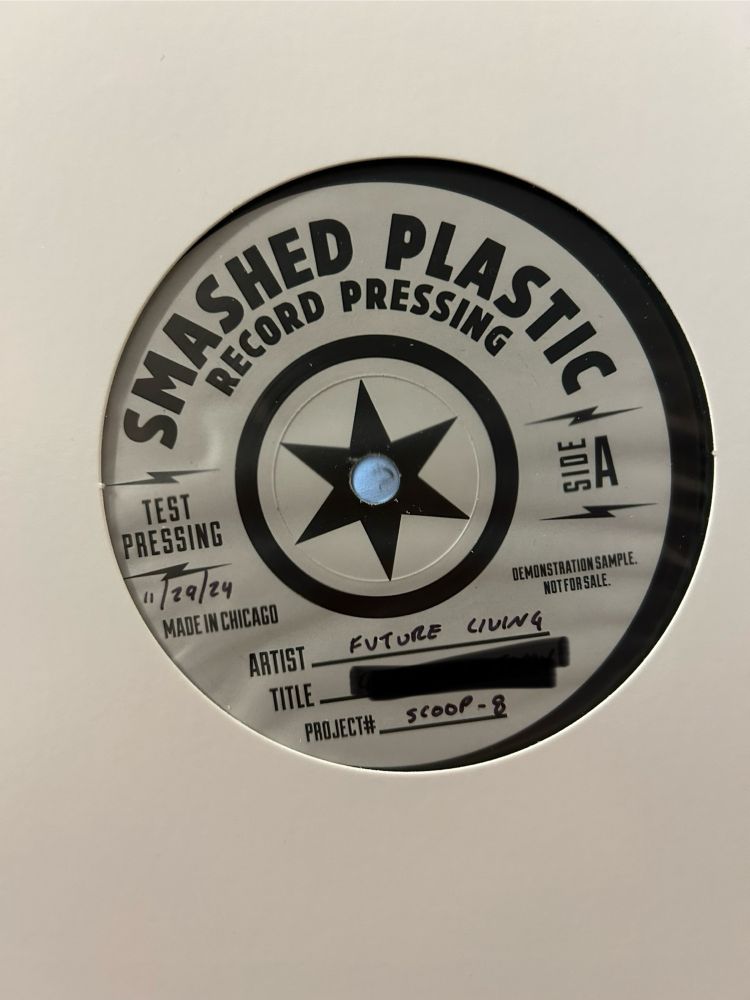 SMASHED PLASTIC
RECORD PRESSING
SIDE A
TEST
PRESSING
11/29/24
MADE IN CHICAGO
DEMONSTRATION SAMPLE.
NOT FOR SALE.
ARTIST FUTURE LIVING
TITLE
PROJECT# SCOOP-8